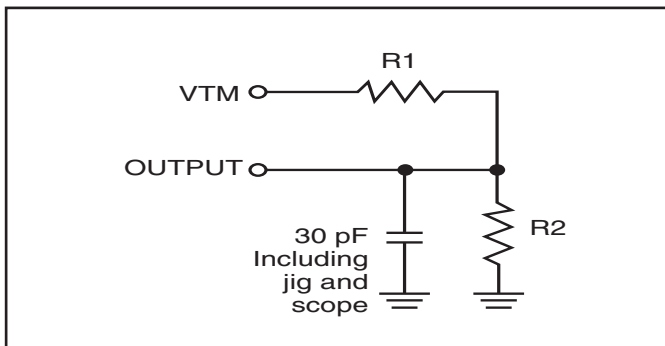 R1
VTM
OUTPUT
R2
30 pF
Including
jig and
scope